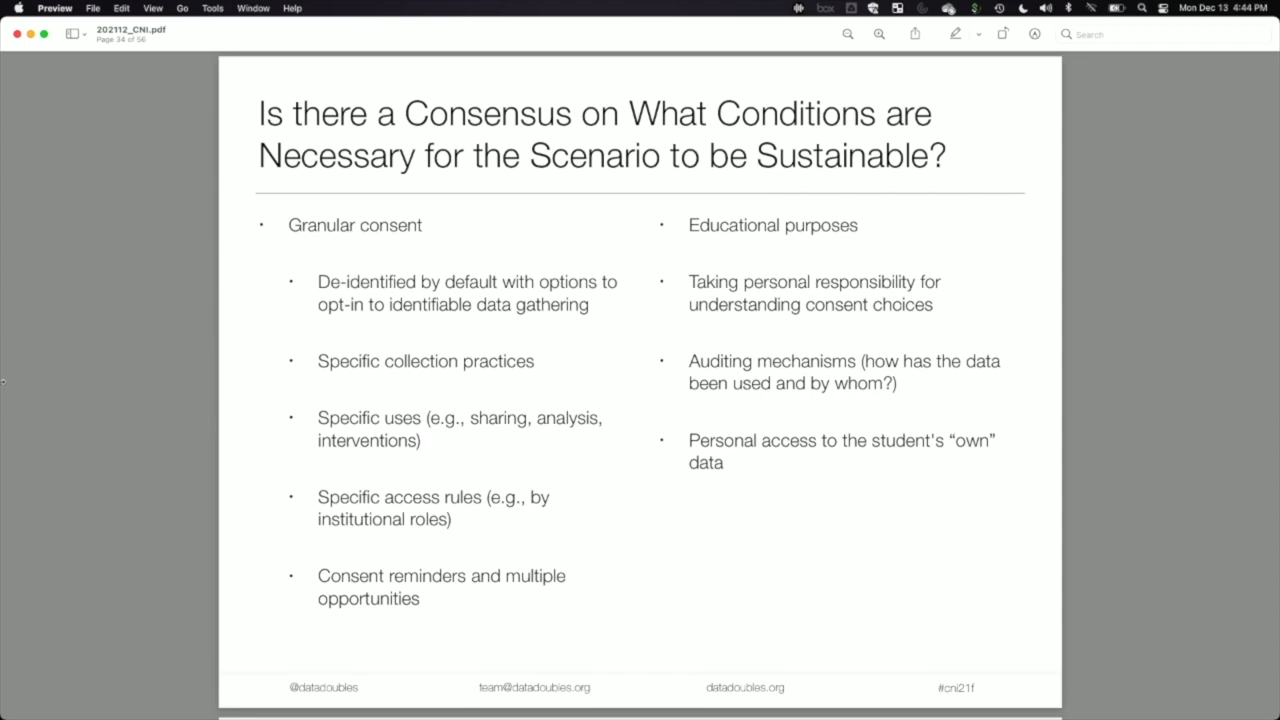 Preview File Edit View Go Tools Window Help
box
Mon Dec 13 4:44 PM
202112_CNI.pdf
Page 34 of 56
Search
Is there a Consensus on What Conditions are
Necessary for the Scenario to be Sustainable?
• Granular consent
• De-identified by default with options to
opt-in to identifiable data gathering
• Specific collection practices
• Specific uses (e.g., sharing, analysis,
interventions)
• Specific access rules (e.g., by
institutional roles)
• Consent reminders and multiple
opportunities
• Educational purposes
• Taking personal responsibility for
understanding consent choices
• Auditing mechanisms (how has the data
been used and by whom?)
• Personal access to the student's “own”
data
@datadoubles team@datadoubles.org datadoubles.org #cni21f